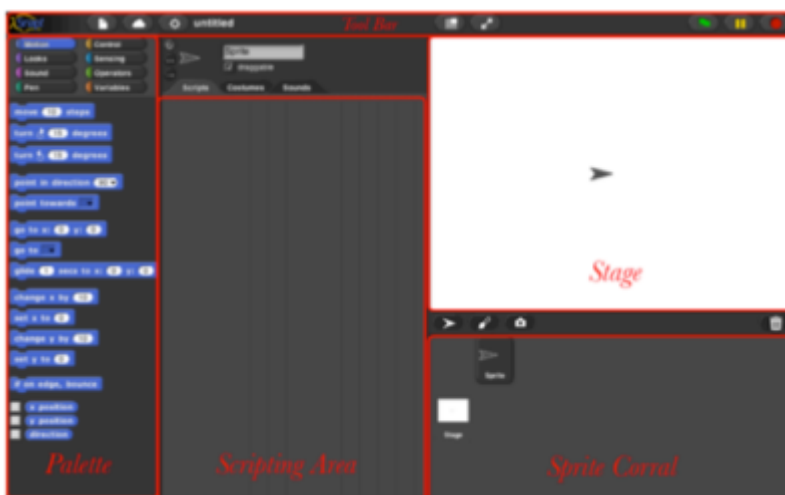 Snap!
untitled
Tool Bar
Motion Control
Looks Sensing
Sound Operators
Pen Variables
Sprite
draggable
Scripts Costumes Sounds
move 10 steps
turn 15 degrees
turn 15 degrees
point in direction 90
point towards
go to x: 0 y: 0
go to
glide 1 secs to x: 0 y: 0
change x by 10
set x to 0
change y by 10
set y to 0
if on edge, bounce
x position
y position
direction
Stage
Sprite
Stage
Palette
Scripting Area
Sprite Corral